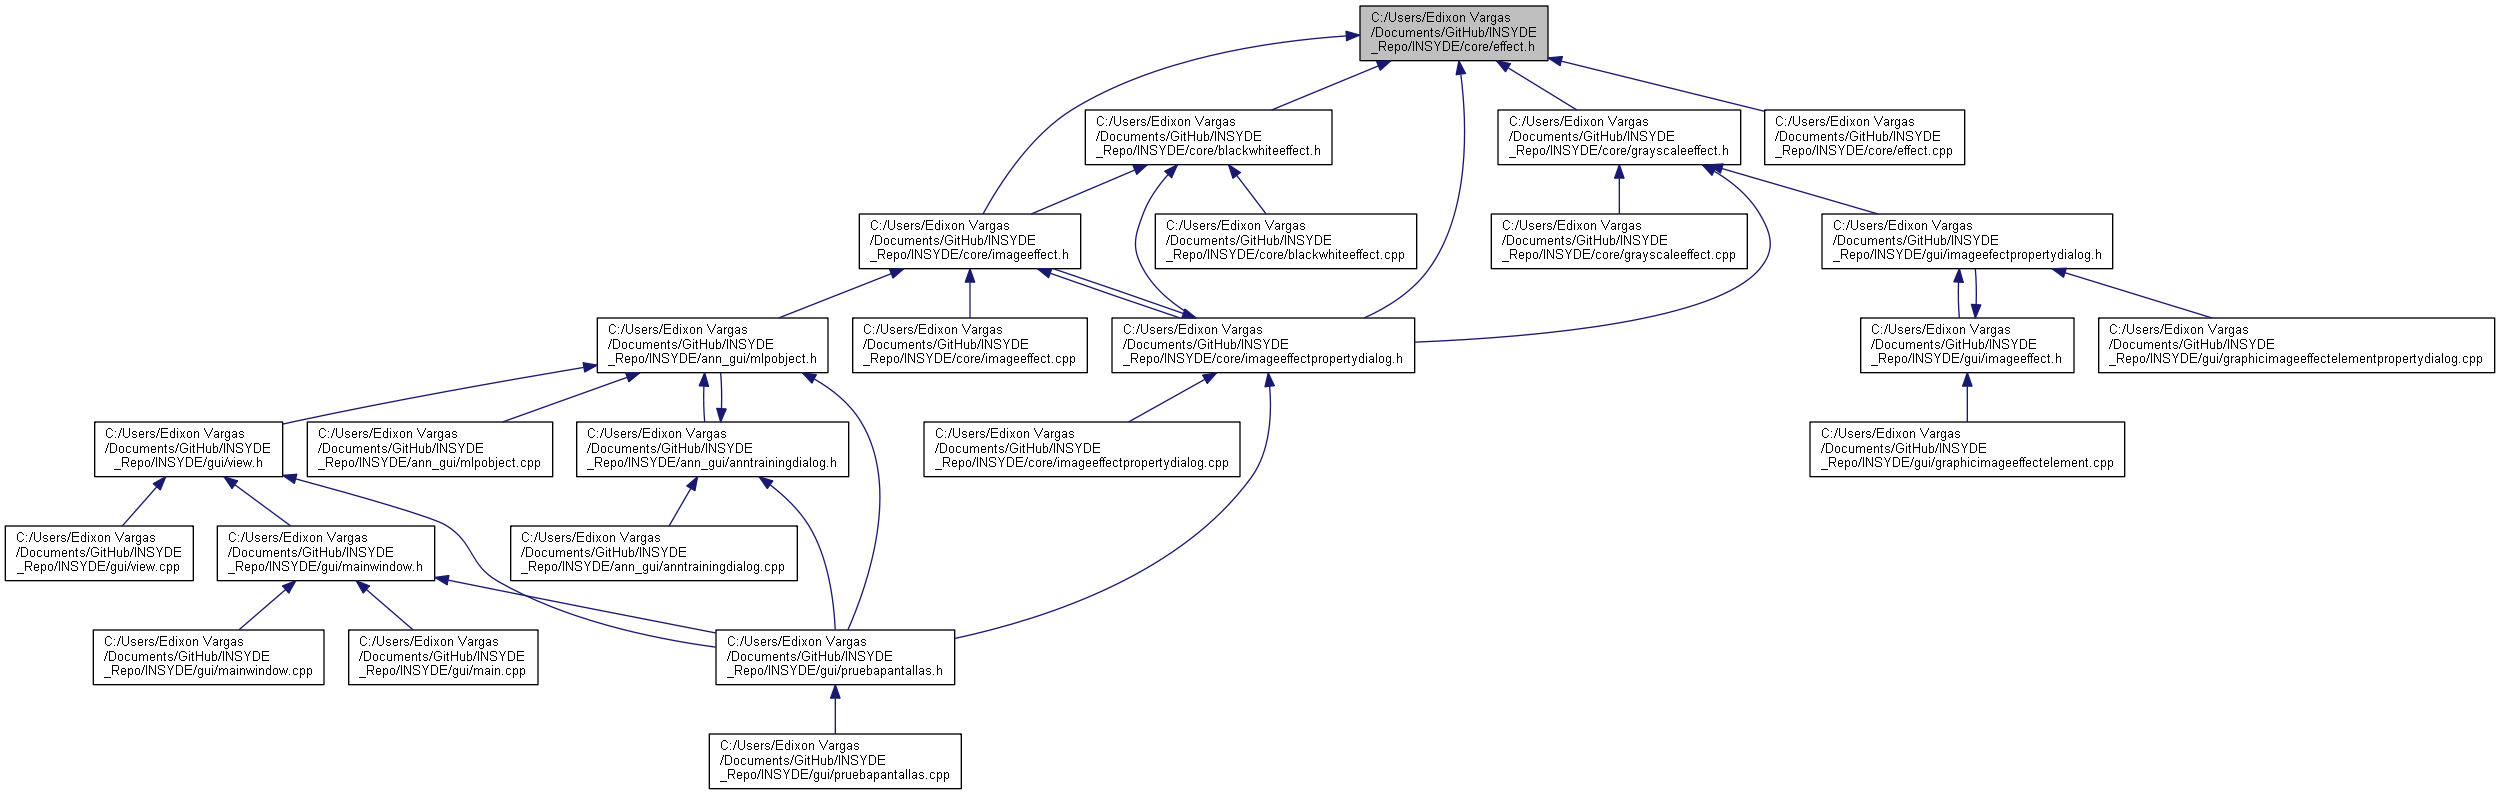 C:/Users/Edixon Vargas
/Documents/GitHub/INSYDE
_Repo/INSYDE/core/effect.h
C:/Users/Edixon Vargas
/Documents/GitHub/INSYDE
_Repo/INSYDE/core/blackwhiteeffect.h
C:/Users/Edixon Vargas
/Documents/GitHub/INSYDE
_Repo/INSYDE/core/grayscaleeffect.h
C:/Users/Edixon Vargas
/Documents/GitHub/INSYDE
_Repo/INSYDE/core/effect.cpp
C:/Users/Edixon Vargas
/Documents/GitHub/INSYDE
_Repo/INSYDE/core/imageeffect.h
C:/Users/Edixon Vargas
/Documents/GitHub/INSYDE
_Repo/INSYDE/core/blackwhiteeffect.cpp
C:/Users/Edixon Vargas
/Documents/GitHub/INSYDE
_Repo/INSYDE/core/grayscaleeffect.cpp
C:/Users/Edixon Vargas
/Documents/GitHub/INSYDE
_Repo/INSYDE/gui/imageefectpropertydialog.h
C:/Users/Edixon Vargas
/Documents/GitHub/INSYDE
_Repo/INSYDE/ann_gui/mlpobject.h
C:/Users/Edixon Vargas
/Documents/GitHub/INSYDE
_Repo/INSYDE/core/imageeffect.cpp
C:/Users/Edixon Vargas
/Documents/GitHub/INSYDE
_Repo/INSYDE/core/imageeffectpropertydialog.h
C:/Users/Edixon Vargas
/Documents/GitHub/INSYDE
_Repo/INSYDE/gui/imageeffect.h
C:/Users/Edixon Vargas
/Documents/GitHub/INSYDE
_Repo/INSYDE/gui/graphicimageeffectelementpropertydialog.cpp
C:/Users/Edixon Vargas
/Documents/GitHub/INSYDE
_Repo/INSYDE/gui/view.h
C:/Users/Edixon Vargas
/Documents/GitHub/INSYDE
_Repo/INSYDE/ann_gui/mlpobject.cpp
C:/Users/Edixon Vargas
/Documents/GitHub/INSYDE
_Repo/INSYDE/ann_gui/anntrainingdialog.h
C:/Users/Edixon Vargas
/Documents/GitHub/INSYDE
_Repo/INSYDE/core/imageeffectpropertydialog.cpp
C:/Users/Edixon Vargas
/Documents/GitHub/INSYDE
_Repo/INSYDE/gui/graphicimageeffectelement.cpp
C:/Users/Edixon Vargas
/Documents/GitHub/INSYDE
_Repo/INSYDE/gui/view.cpp
C:/Users/Edixon Vargas
/Documents/GitHub/INSYDE
_Repo/INSYDE/gui/mainwindow.h
C:/Users/Edixon Vargas
/Documents/GitHub/INSYDE
_Repo/INSYDE/ann_gui/anntrainingdialog.cpp
C:/Users/Edixon Vargas
/Documents/GitHub/INSYDE
_Repo/INSYDE/gui/mainwindow.cpp
C:/Users/Edixon Vargas
/Documents/GitHub/INSYDE
_Repo/INSYDE/gui/main.cpp
C:/Users/Edixon Vargas
/Documents/GitHub/INSYDE
_Repo/INSYDE/gui/pruebapantallas.h
C:/Users/Edixon Vargas
/Documents/GitHub/INSYDE
_Repo/INSYDE/gui/pruebapantallas.cpp